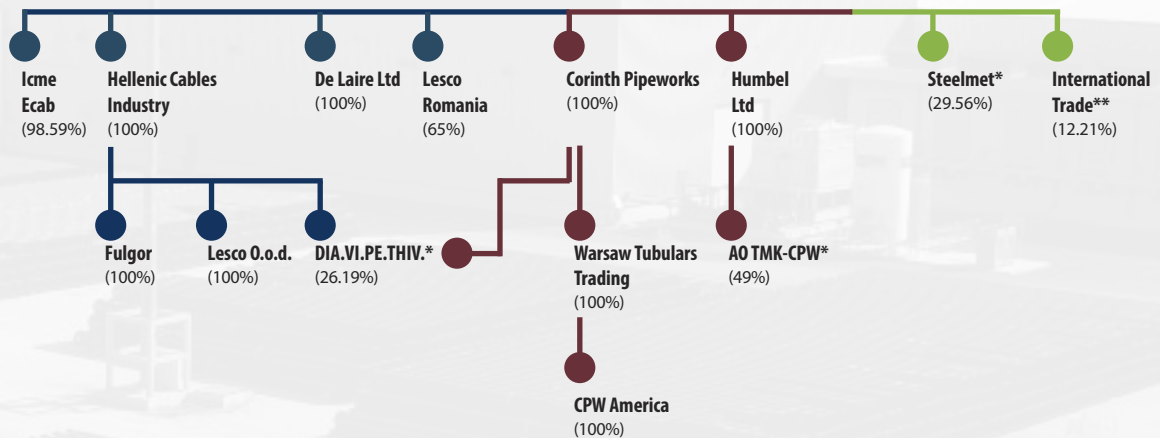 Icme
Ecab
(98.59%)
Hellenic Cables
Industry
(100%)
De Laire Ltd
(100%)
Lesco
Romania
(65%)
Corinth Pipeworks
(100%)
Humbel
Ltd
(100%)
Steelmet*
(29.56%)
International
Trade**
(12.21%)
Fulgor
(100%)
Lesco O.o.d.
(100%)
DIA.VI.PE.THIV.*
(26.19%)
Warsaw Tubulars
Trading
(100%)
AO TMK-CPW*
(49%)
CPW America
(100%)